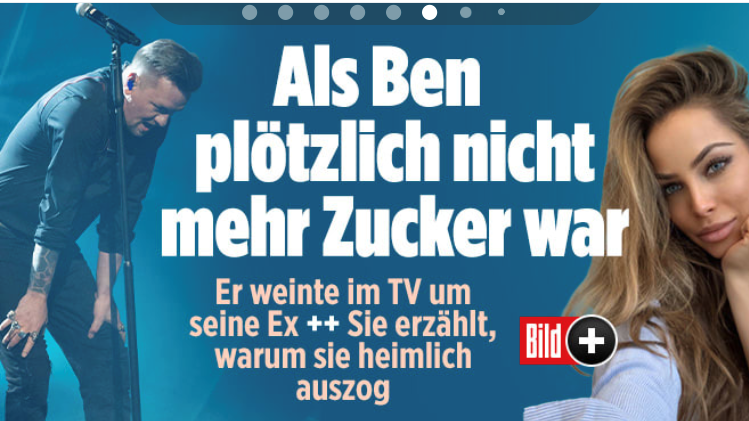 Als Ben
plötzlich nicht
mehr Zucker war
Er weinte im TV um
seine Ex ++ Sie erzählt,
warum sie heimlich
auszog
Bild +